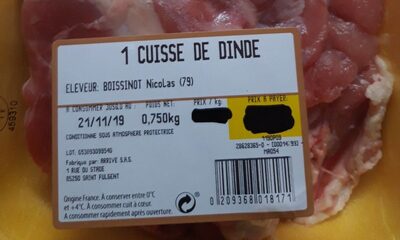 1 CUISSE DE DINDE
ELEVEUR: BOISSINOT Nicolas (79)
A CONSOMMER JUSQU'AU POIDS NET: PRIX / kg PRIX A PAYER:
21/11/19 0,750kg
CONDITIONNE SOUS ATMOSPHERE PROTECTRICE
LOT:
Fabriqué par: ARRIVE S.A.S.
1 RUE DU STADE
85250 SAINT FULGENT
Origine France. À conserver entre 0°C
et +4°C. À consommer cuit à cœur.
À consommer rapidement après ouverture.
0 209368 018171
459310